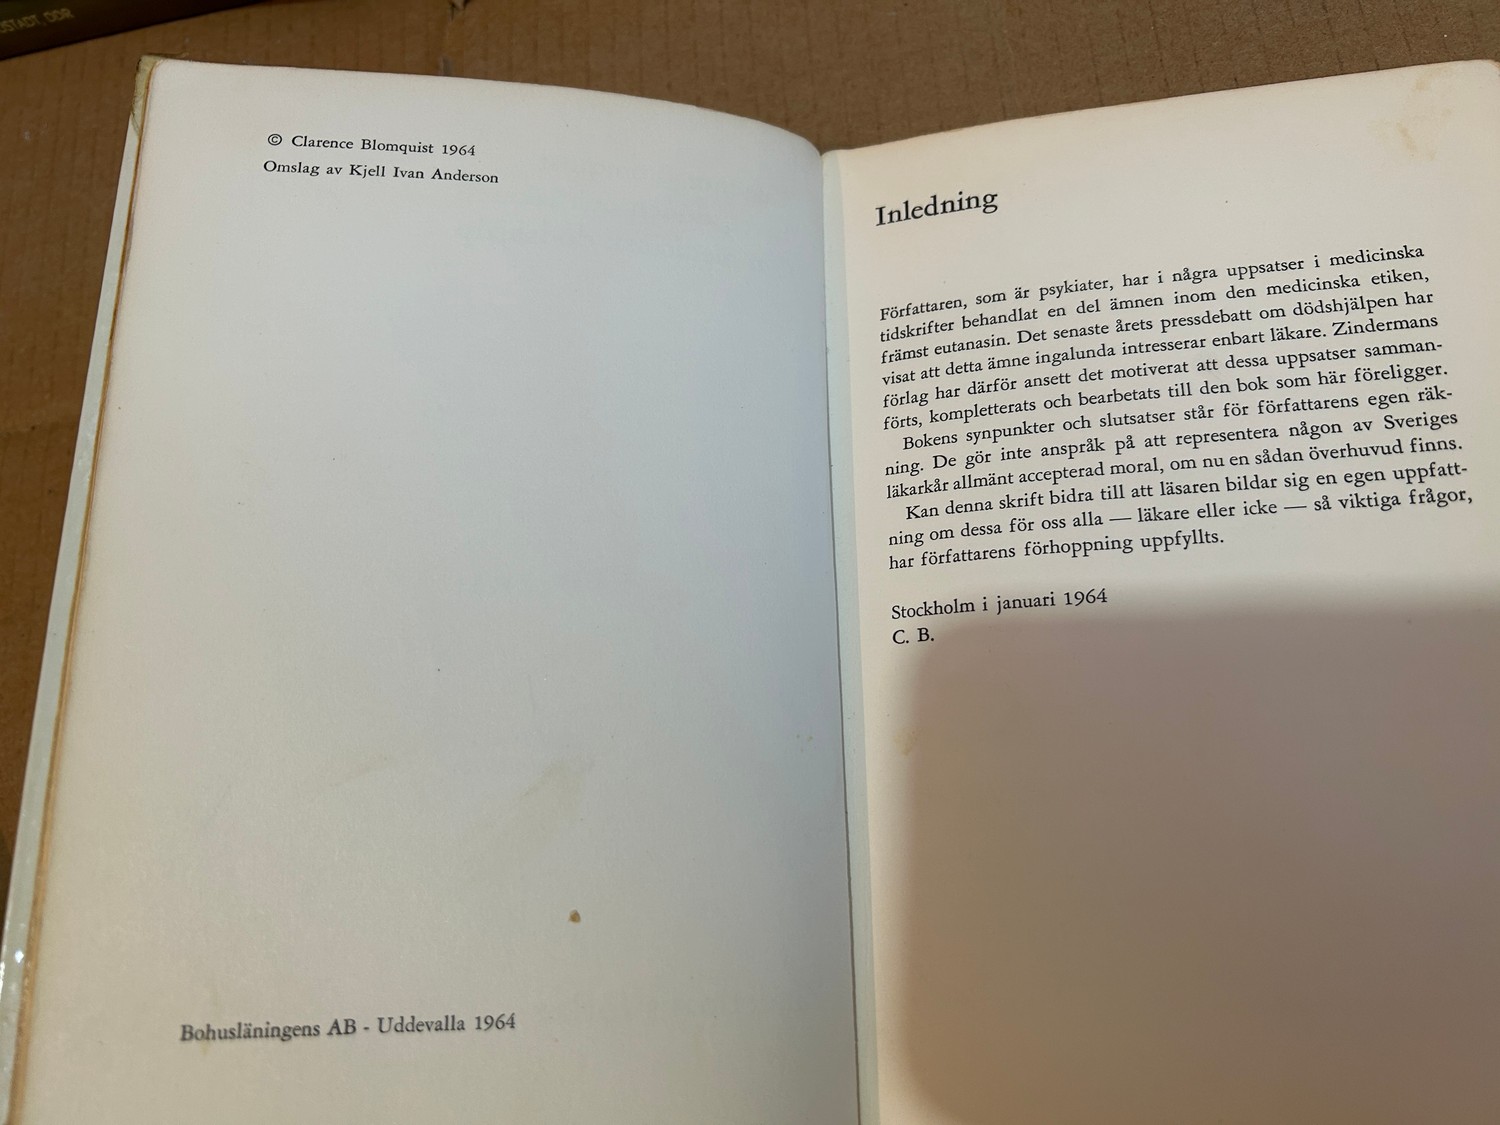 USTADT, DDR
© Clarence Blomquist 1964
Omslag av Kjell Ivan Anderson
Bohusläningens AB - Uddevalla 1964
Inledning
Författaren, som är psykiater, har i några uppsatser i medicinska
tidskrifter behandlat en del ämnen inom den medicinska etiken,
främst eutanasin. Det senaste årets pressdebatt om dödshjälpen har
visat att detta ämne ingalunda intresserar enbart läkare. Zindermans
förlag har därför ansett det motiverat att dessa uppsatser samman-
förts, kompletterats och bearbetats till den bok som här föreligger.
Bokens synpunkter och slutsatser står för författarens egen räk-
ning. De gör inte anspråk på att representera någon av Sveriges
läkarkår allmänt accepterad moral, om nu en sådan överhuvud finns.
Kan denna skrift bidra till att läsaren bildar sig en egen uppfatt-
ning om dessa för oss alla — läkare eller icke — så viktiga frågor,
har författarens förhoppning uppfyllts.
Stockholm i januari 1964
C. B.